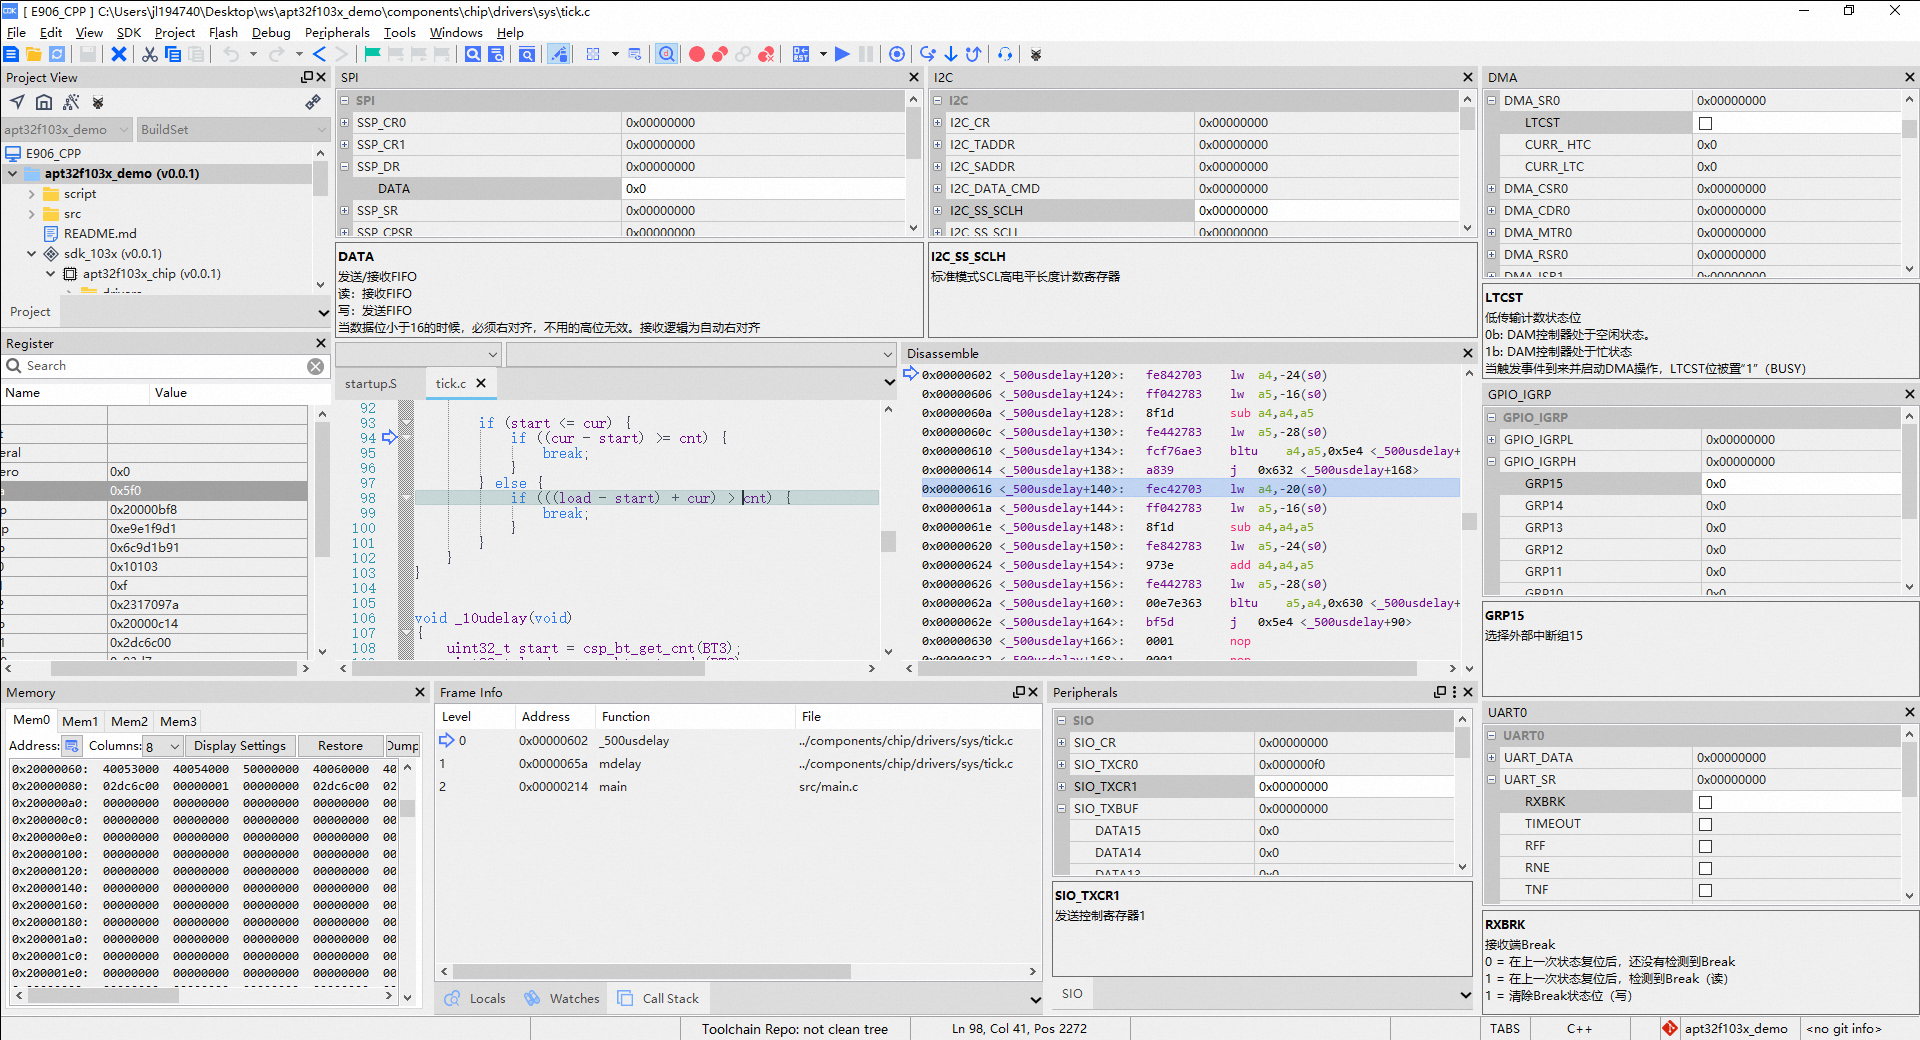 [ E906_CPP ] C:\Users\jl194740\Desktop\ws\apt32f103x_demo\components\chip\drivers\sys\tick.c
File Edit View SDK Project Flash Debug Peripherals Tools Windows Help
Project View
apt32f103x_demo BuildSet
E906_CPP
apt32f103x_demo (v0.0.1)
script
src
README.md
sdk_103x (v0.0.1)
apt32f103x_chip (v0.0.1)
Project
Register
Search
Name Value
0x0
0x5f0
0x20000bf8
0xe9e1f9d1
0x6c9d1b91
0x10103
0xf
0x2317097a
0x20000c14
0x2dc6c00
SPI
SPI
SSP_CR0 0x00000000
SSP_CR1 0x00000000
SSP_DR 0x00000000
DATA 0x0
SSP_SR 0x00000000
SSP_CPSR 0x00000000
DATA
发送/接收FIFO
读：接收FIFO
写：发送FIFO
当数据位小于16的时候，必须右对齐，不用的高位无效。接收逻辑为自动右对齐
I2C
I2C
I2C_CR 0x00000000
I2C_TADDR 0x00000000
I2C_SADDR 0x00000000
I2C_DATA_CMD 0x00000000
I2C_SS_SCLH 0x00000000
I2C_SS_SCLL 0x00000000
I2C_SS_SCLH
标准模式SCL高电平长度计数寄存器
DMA
DMA_SR0 0x00000000
LTCST
CURR_ HTC 0x0
CURR_LTC 0x0
DMA_CSR0 0x00000000
DMA_CDR0 0x00000000
DMA_MTR0 0x00000000
DMA_RSR0 0x00000000
DMA_ISR1 0x00000000
LTCST
低传输计数状态位
0b: DAM控制器处于空闲状态。
1b: DAM控制器处于忙状态
当触发事件到来并启动DMA操作，LTCST位被置“1”（BUSY）
startup.S tick.c
92
93 if (start <= cur) {
94 if ((cur - start) >= cnt) {
95 break;
96 }
97 } else {
98 if (((load - start) + cur) > cnt) {
99 break;
100 }
101 }
102 }
103 }
104
105
106 void _10udelay(void)
107 {
108 uint32_t start = csp_bt_get_cnt(BT3);
Disassemble
0x00000602 <_500usdelay+120>: fe842703 lw a4,-24(s0)
0x00000606 <_500usdelay+124>: ff042783 lw a5,-16(s0)
0x0000060a <_500usdelay+128>: 8f1d sub a4,a4,a5
0x0000060c <_500usdelay+130>: fe442783 lw a5,-28(s0)
0x00000610 <_500usdelay+134>: fcf76ae3 bltu a4,a5,0x5e4 <_500usdelay+
0x00000614 <_500usdelay+138>: a839 j 0x632 <_500usdelay+168>
0x00000616 <_500usdelay+140>: fec42703 lw a4,-20(s0)
0x0000061a <_500usdelay+144>: ff042783 lw a5,-16(s0)
0x0000061e <_500usdelay+148>: 8f1d sub a4,a4,a5
0x00000620 <_500usdelay+150>: fe842783 lw a5,-24(s0)
0x00000624 <_500usdelay+154>: 973e add a4,a4,a5
0x00000626 <_500usdelay+156>: fe442783 lw a5,-28(s0)
0x0000062a <_500usdelay+160>: 00e7e363 bltu a5,a4,0x630 <_500usdelay+
0x0000062e <_500usdelay+164>: bf5d j 0x5e4 <_500usdelay+90>
0x00000630 <_500usdelay+166>: 0001 nop
0x00000632 <_500usdelay+168>: 0001 nop
GPIO_IGRP
GPIO_IGRP
GPIO_IGRPL 0x00000000
GPIO_IGRPH 0x00000000
GRP15 0x0
GRP14 0x0
GRP13 0x0
GRP12 0x0
GRP11 0x0
GRP10 0x0
GRP15
选择外部中断组15
Memory
Mem0 Mem1 Mem2 Mem3
Address: Columns: 8 Display Settings Restore Dump
0x20000060: 40053000 40054000 50000000 40060000 40
0x20000080: 02dc6c00 00000001 00000000 02dc6c00 02
0x200000a0: 00000000 00000000 00000000 00000000 00
0x200000c0: 00000000 00000000 00000000 00000000 00
0x200000e0: 00000000 00000000 00000000 00000000 00
0x20000100: 00000000 00000000 00000000 00000000 00
0x20000120: 00000000 00000000 00000000 00000000 00
0x20000140: 00000000 00000000 00000000 00000000 00
0x20000160: 00000000 00000000 00000000 00000000 00
0x20000180: 00000000 00000000 00000000 00000000 00
0x200001a0: 00000000 00000000 00000000 00000000 00
0x200001c0: 00000000 00000000 00000000 00000000 00
0x200001e0: 00000000 00000000 00000000 00000000 00
Frame Info
Level Address Function File
0 0x00000602 _500usdelay ../components/chip/drivers/sys/tick.c
1 0x0000065a mdelay ../components/chip/drivers/sys/tick.c
2 0x00000214 main src/main.c
Locals Watches Call Stack
Peripherals
SIO
SIO_CR 0x00000000
SIO_TXCR0 0x000000f0
SIO_TXCR1 0x00000000
SIO_TXBUF 0x00000000
DATA15 0x0
DATA14 0x0
DATA13 0x0
SIO_TXCR1
发送控制寄存器1
SIO
UART0
UART0
UART_DATA 0x00000000
UART_SR 0x00000000
RXBRK
TIMEOUT
RFF
RNE
TNF
RXBRK
接收端Break
0 = 在上一次状态复位后，还没有检测到Break
1 = 在上一次状态复位后，检测到Break（读）
1 = 清除Break状态位（写）
Toolchain Repo: not clean tree Ln 98, Col 41, Pos 2272 TABS C++ apt32f103x_demo <no git info>